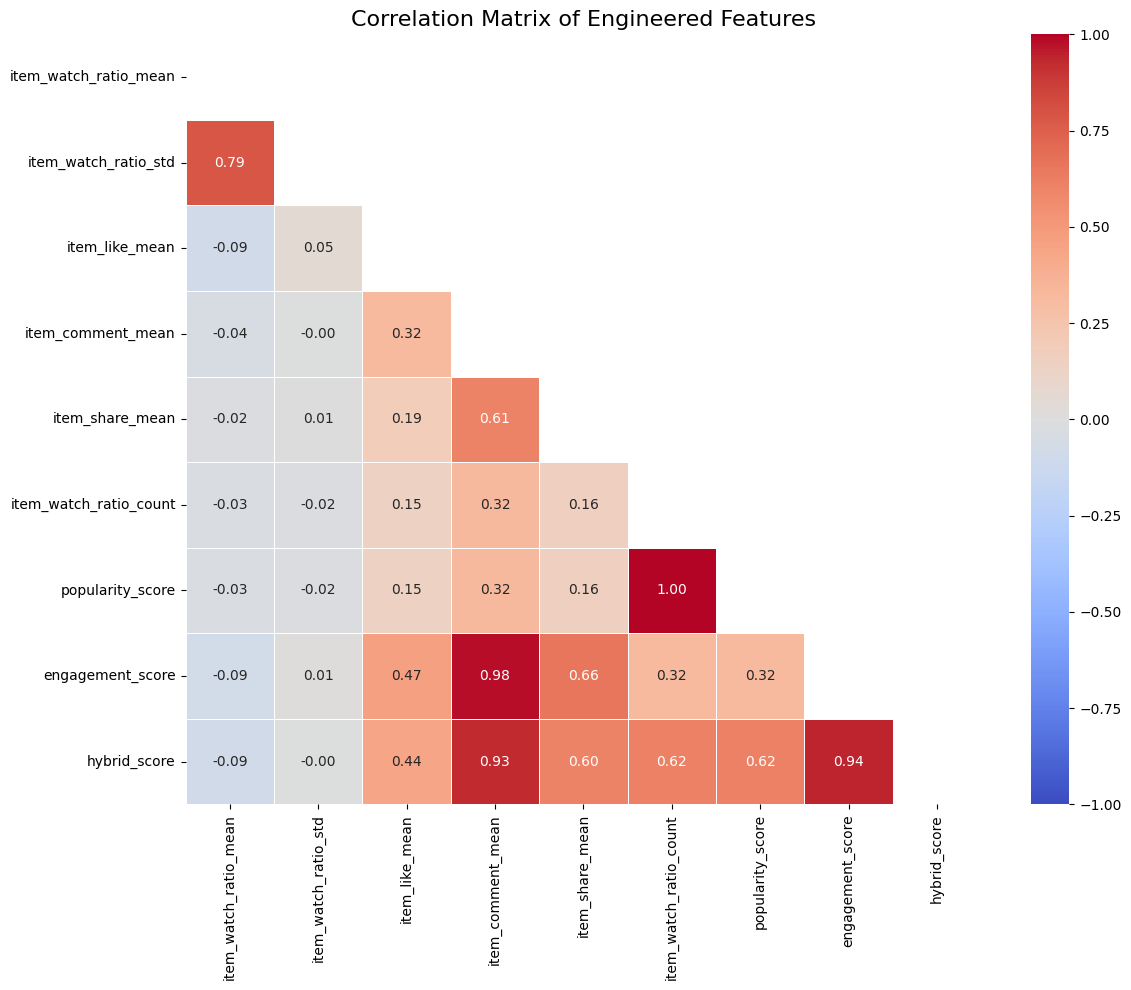 Correlation Matrix of Engineered Features
item_watch_ratio_mean
item_watch_ratio_std 0.79
item_like_mean -0.09 0.05
item_comment_mean -0.04 -0.00 0.32
item_share_mean -0.02 0.01 0.19 0.61
item_watch_ratio_count -0.03 -0.02 0.15 0.32 0.16
popularity_score -0.03 -0.02 0.15 0.32 0.16 1.00
engagement_score -0.09 0.01 0.47 0.98 0.66 0.32 0.32
hybrid_score -0.09 -0.00 0.44 0.93 0.60 0.62 0.62 0.94
item_watch_ratio_mean
item_watch_ratio_std
item_like_mean
item_comment_mean
item_share_mean
item_watch_ratio_count
popularity_score
engagement_score
hybrid_score
1.00
0.75
0.50
0.25
0.00
−0.25
−0.50
−0.75
−1.00